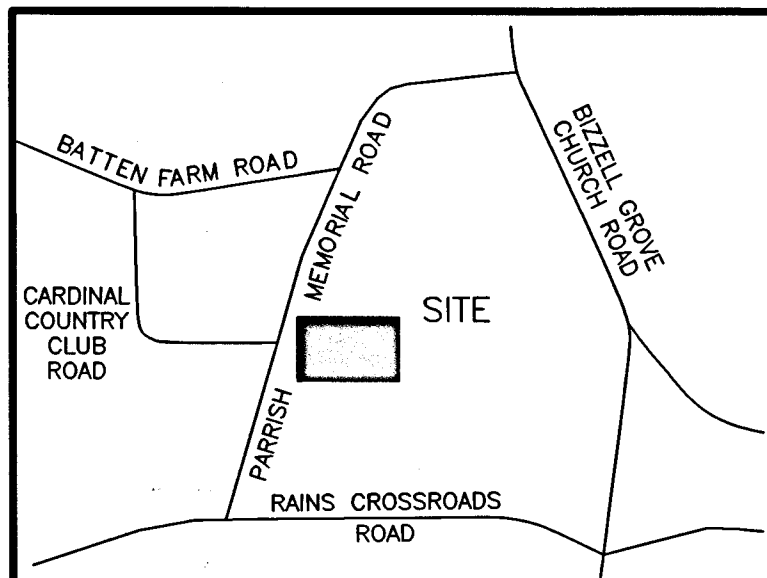 BATTEN FARM ROAD
PARRISH MEMORIAL ROAD
BIZZELL GROVE
CHURCH ROAD
CARDINAL
COUNTRY
CLUB
ROAD
SITE
RAINS CROSSROADS
ROAD